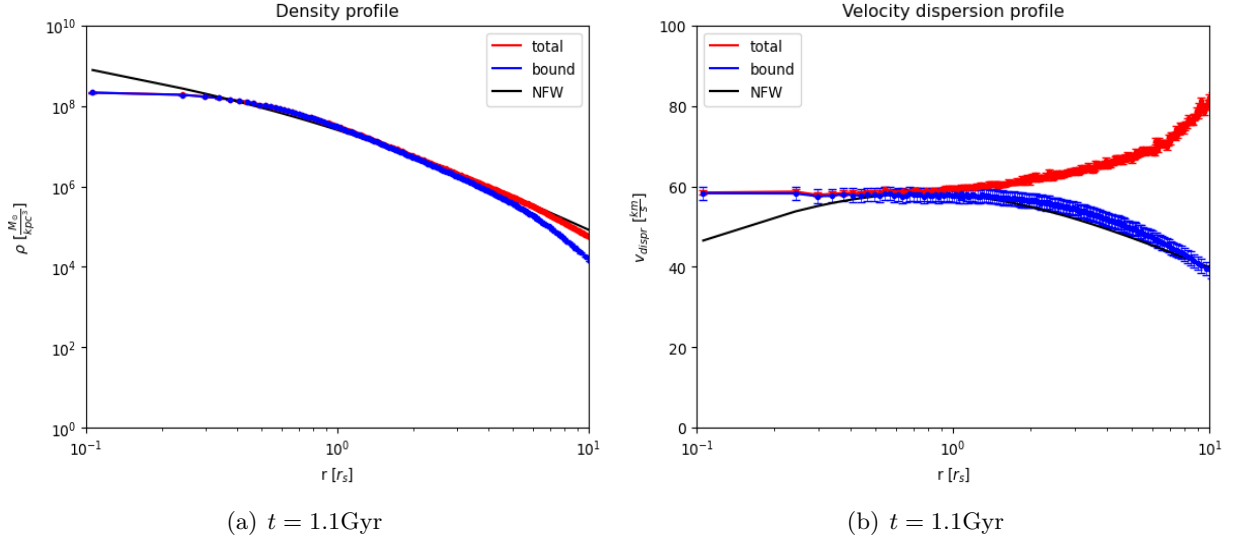 Density profile
10^10
10^8
10^6
10^4
10^2
10^0
ρ [M⊙/kpc^3]
total
bound
NFW
10^-1
10^0
10^1
r [r_s]
(a) t = 1.1Gyr
Velocity dispersion profile
100
80
60
40
20
0
v_dispr [km/s]
total
bound
NFW
10^-1
10^0
10^1
r [r_s]
(b) t = 1.1Gyr